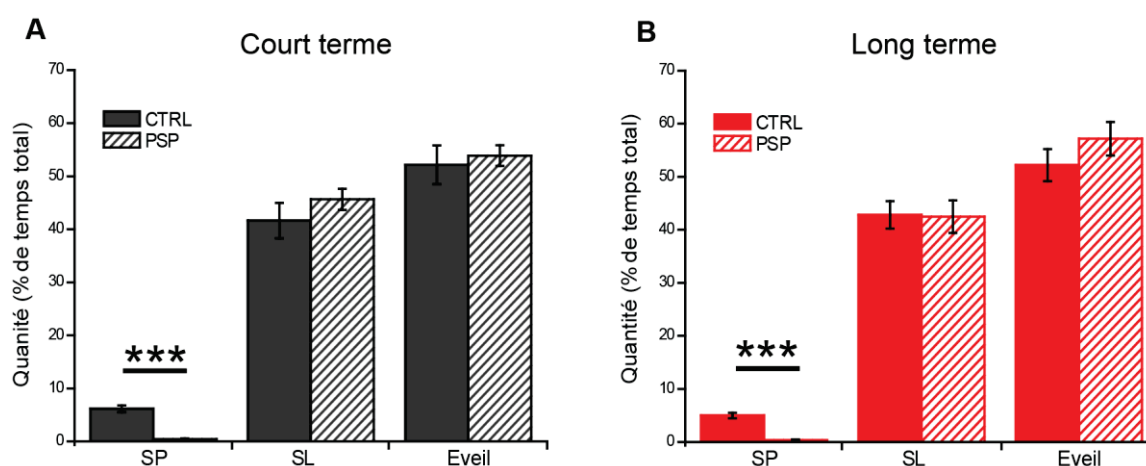 A
Court terme
Quanité (% de temps total)
70
60
50
40
30
20
10
0
CTRL
PSP
***
SP
SL
Eveil
B
Long terme
Quantité (% de temps total)
70
60
50
40
30
20
10
0
CTRL
PSP
***
SP
SL
Eveil